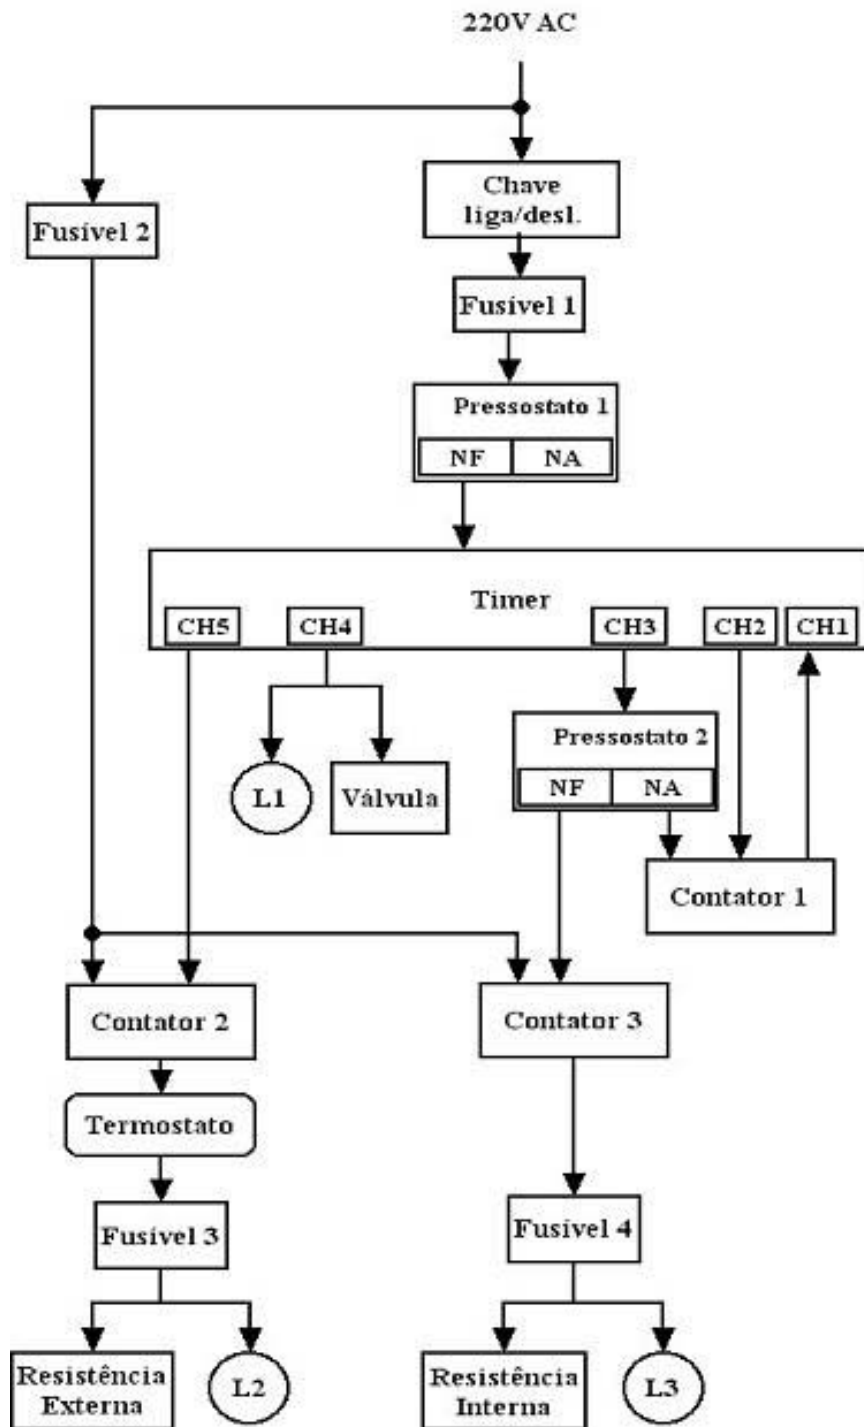 220V AC
Chave
liga/desl.
Fusível 2
Fusível 1
Pressostato 1
NF NA
Timer
CH5 CH4 CH3 CH2 CH1
Pressostato 2
NF NA
L1
Válvula
Contator 1
Contator 2
Contator 3
Termostato
Fusível 3
Fusível 4
Resistência
Externa
L2
Resistência
Interna
L3